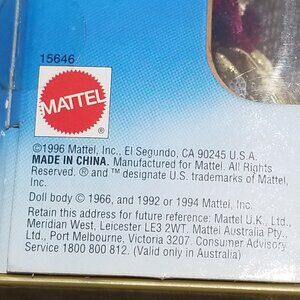 15646
MATTEL
®
©1996 Mattel, Inc., El Segundo, CA 90245 U.S.A.
MADE IN CHINA. Manufactured for Mattel. All Rights
Reserved. ® and ™ designate U.S. trademarks of Mattel,
Inc.
Doll body © 1966, and 1992 or 1994 Mattel, Inc.
Retain this address for future reference: Mattel U.K., Ltd.,
Meridian West, Leicester LE3 2WT. Mattel Australia Pty.,
Ltd., Port Melbourne, Victoria 3207. Consumer Advisory
Service 1800 800 812. (Valid only in Australia)